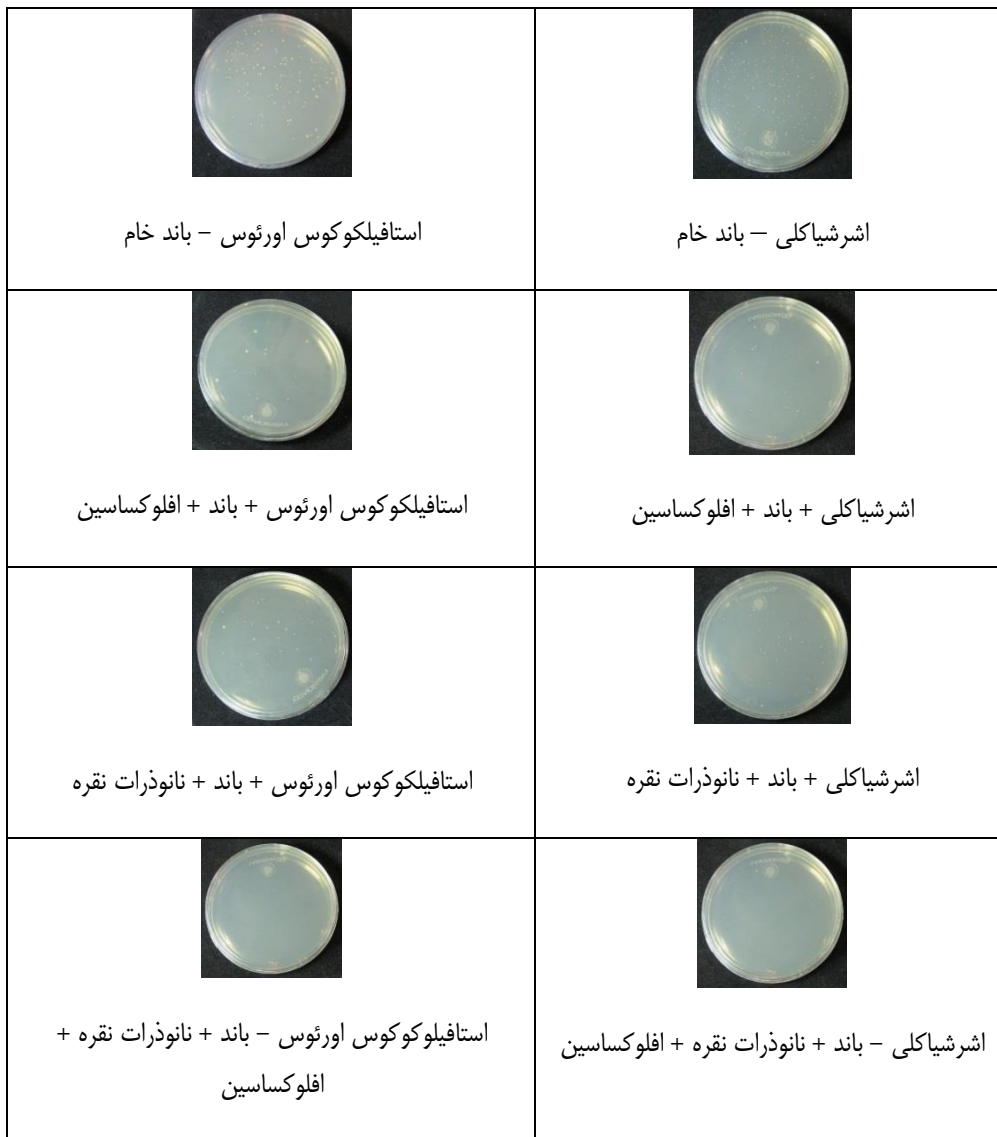 اشرشیاکلی – باند خام
استافیلکوکوس اورئوس – باند خام
اشرشیاکلی + باند + افلوکساسین
استافیلکوکوس اورئوس + باند + افلوکساسین
اشرشیاکلی + باند + نانوذرات نقره
استافیلکوکوس اورئوس + باند + نانوذرات نقره
اشرشیاکلی – باند + نانوذرات نقره + افلوکساسین
استافیلوکوکوس اورئوس – باند + نانوذرات نقره +
افلوکساسین